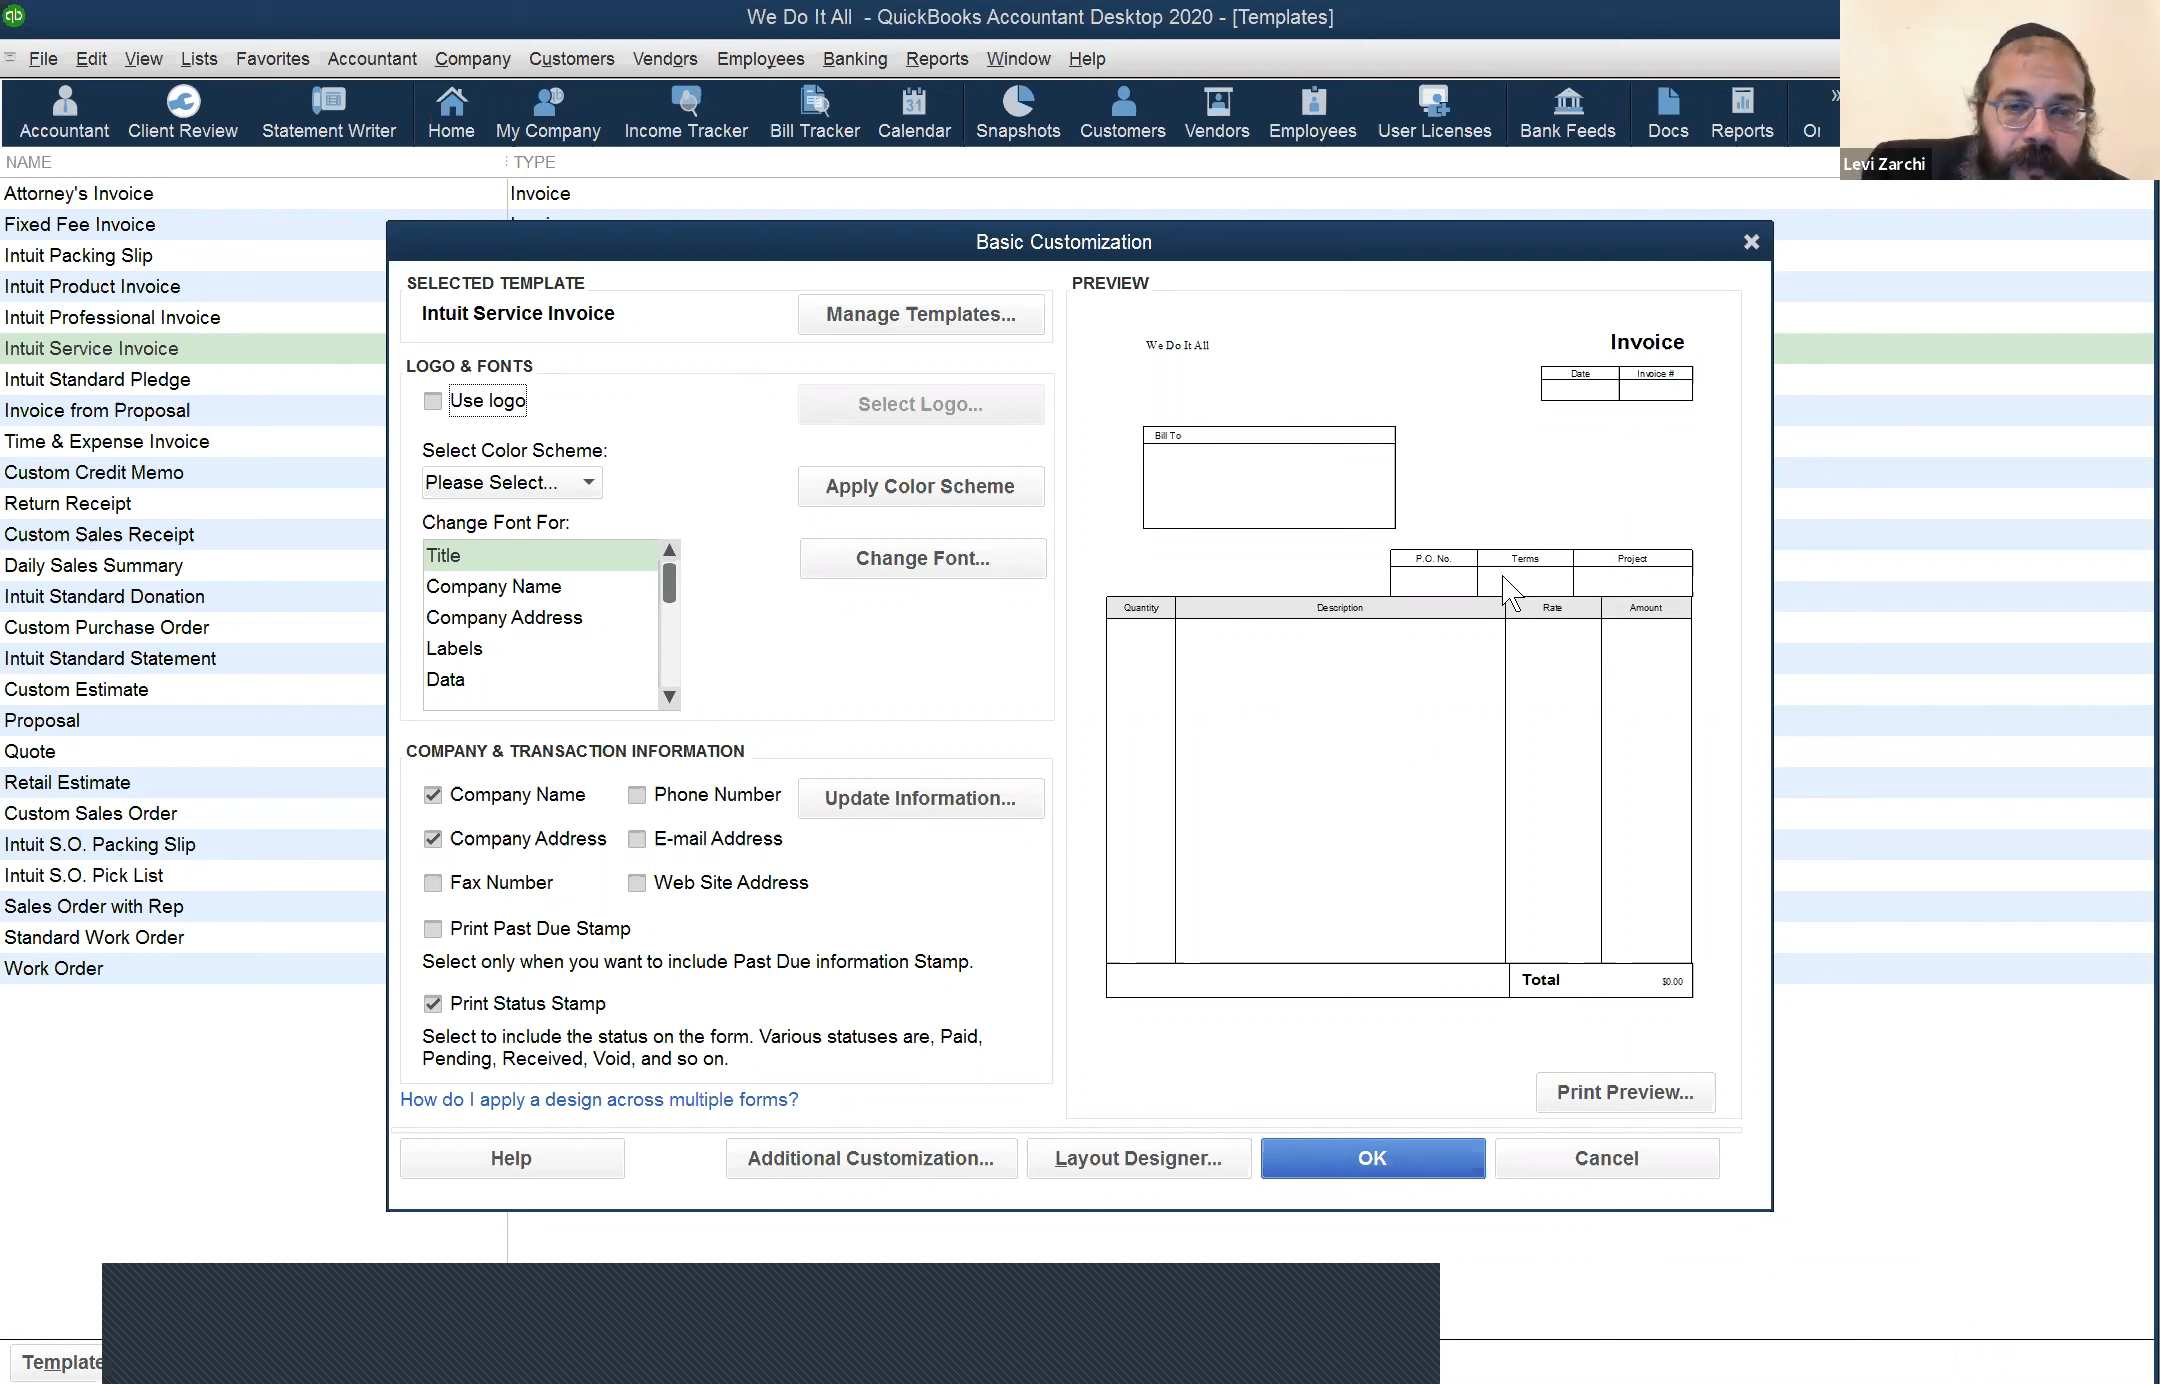 We Do It All - QuickBooks Accountant Desktop 2020 - [Templates]
File Edit View Lists Favorites Accountant Company Customers Vendors Employees Banking Reports Window Help
Accountant Client Review Statement Writer Home My Company Income Tracker Bill Tracker Calendar Snapshots Customers Vendors Employees User Licenses Bank Feeds Docs Reports
Levi Zarchi
NAME TYPE
Attorney's Invoice Invoice
Fixed Fee Invoice
Intuit Packing Slip
Intuit Product Invoice
Intuit Professional Invoice
Intuit Service Invoice
Intuit Standard Pledge
Invoice from Proposal
Time & Expense Invoice
Custom Credit Memo
Return Receipt
Custom Sales Receipt
Daily Sales Summary
Intuit Standard Donation
Custom Purchase Order
Intuit Standard Statement
Custom Estimate
Proposal
Quote
Retail Estimate
Custom Sales Order
Intuit S.O. Packing Slip
Intuit S.O. Pick List
Sales Order with Rep
Standard Work Order
Work Order
Basic Customization
SELECTED TEMPLATE
Intuit Service Invoice
Manage Templates...
LOGO & FONTS
Use logo
Select Logo...
Select Color Scheme:
Please Select...
Apply Color Scheme
Change Font For:
Title
Company Name
Company Address
Labels
Data
Change Font...
COMPANY & TRANSACTION INFORMATION
Company Name Phone Number
Update Information...
Company Address E-mail Address
Fax Number Web Site Address
Print Past Due Stamp
Select only when you want to include Past Due information Stamp.
Print Status Stamp
Select to include the status on the form. Various statuses are, Paid,
Pending, Received, Void, and so on.
How do I apply a design across multiple forms?
PREVIEW
We Do It All
Invoice
Date Invoice #
Bill To
P.O. No. Terms Project
Quantity Description Rate Amount
Total $0.00
Print Preview...
Help Additional Customization... Layout Designer... OK Cancel